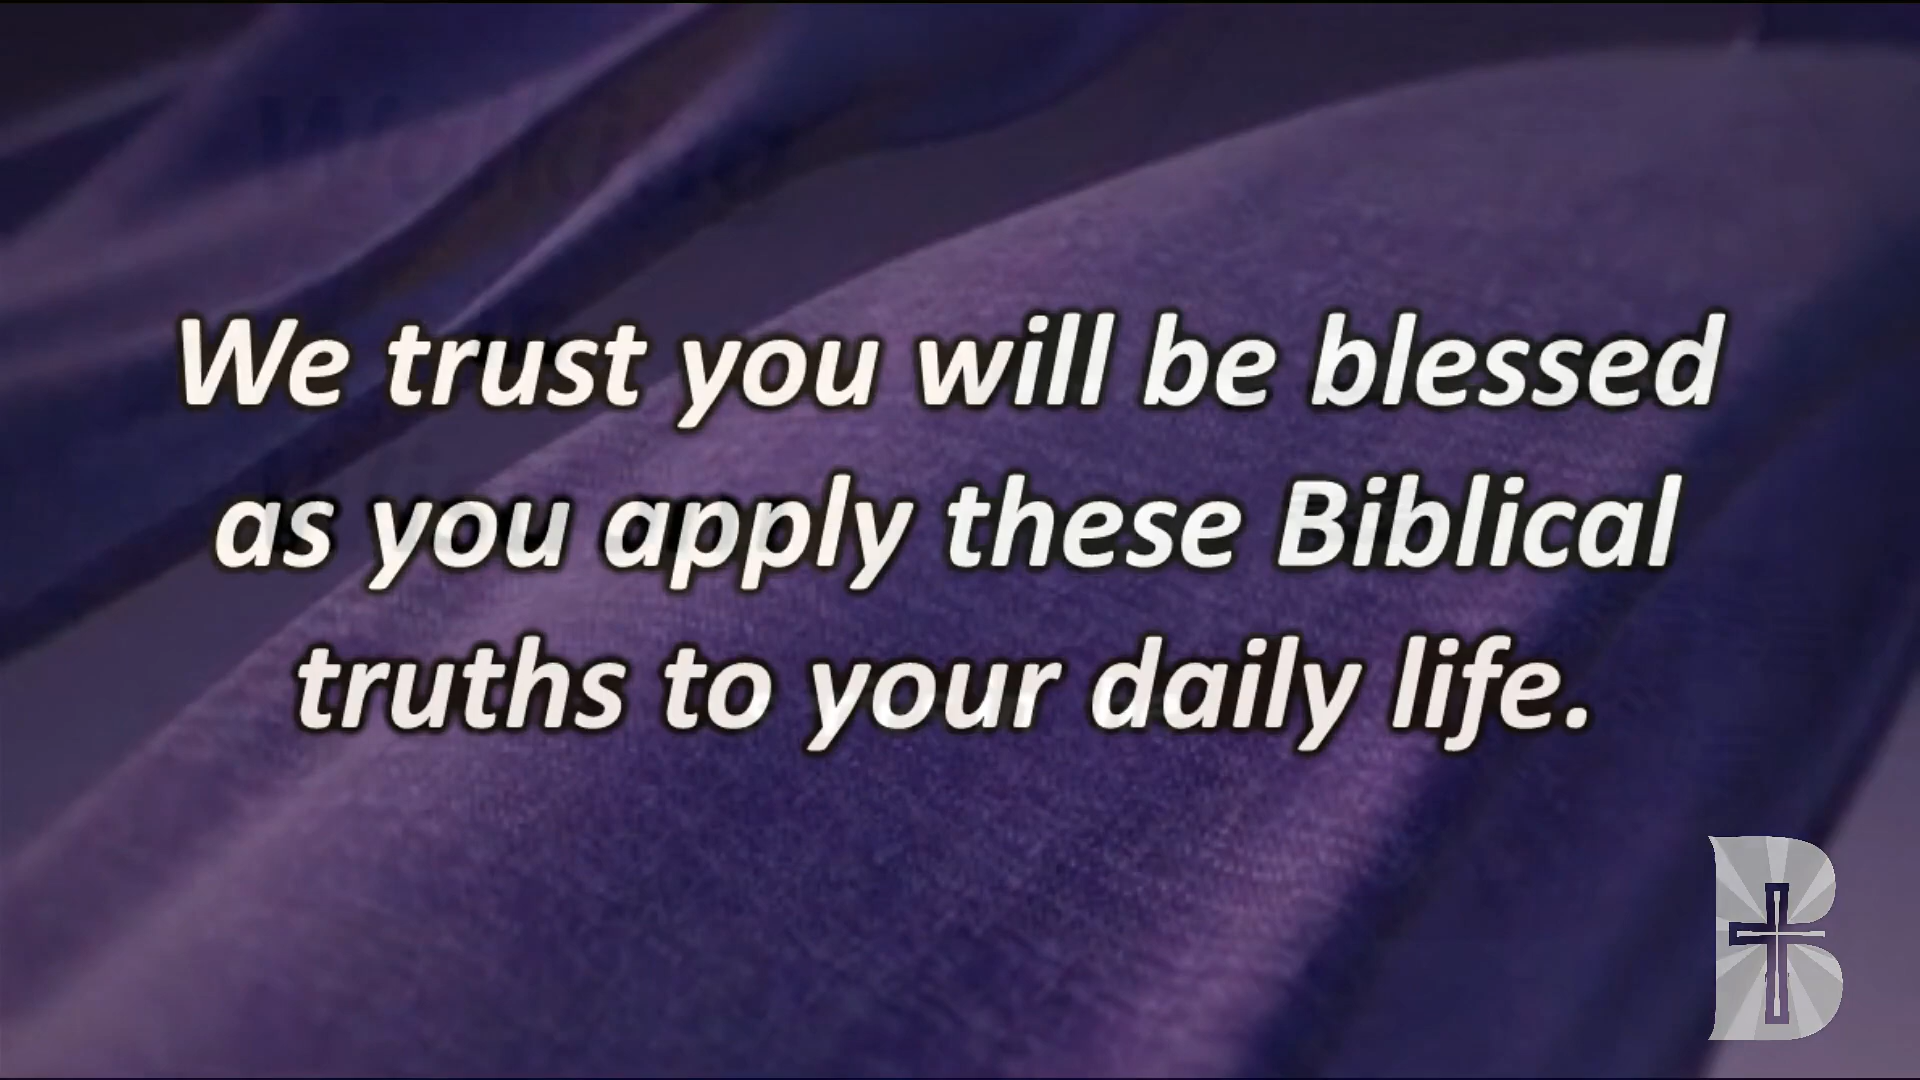 We trust you will be blessed
as you apply these Biblical
truths to your daily life.
B